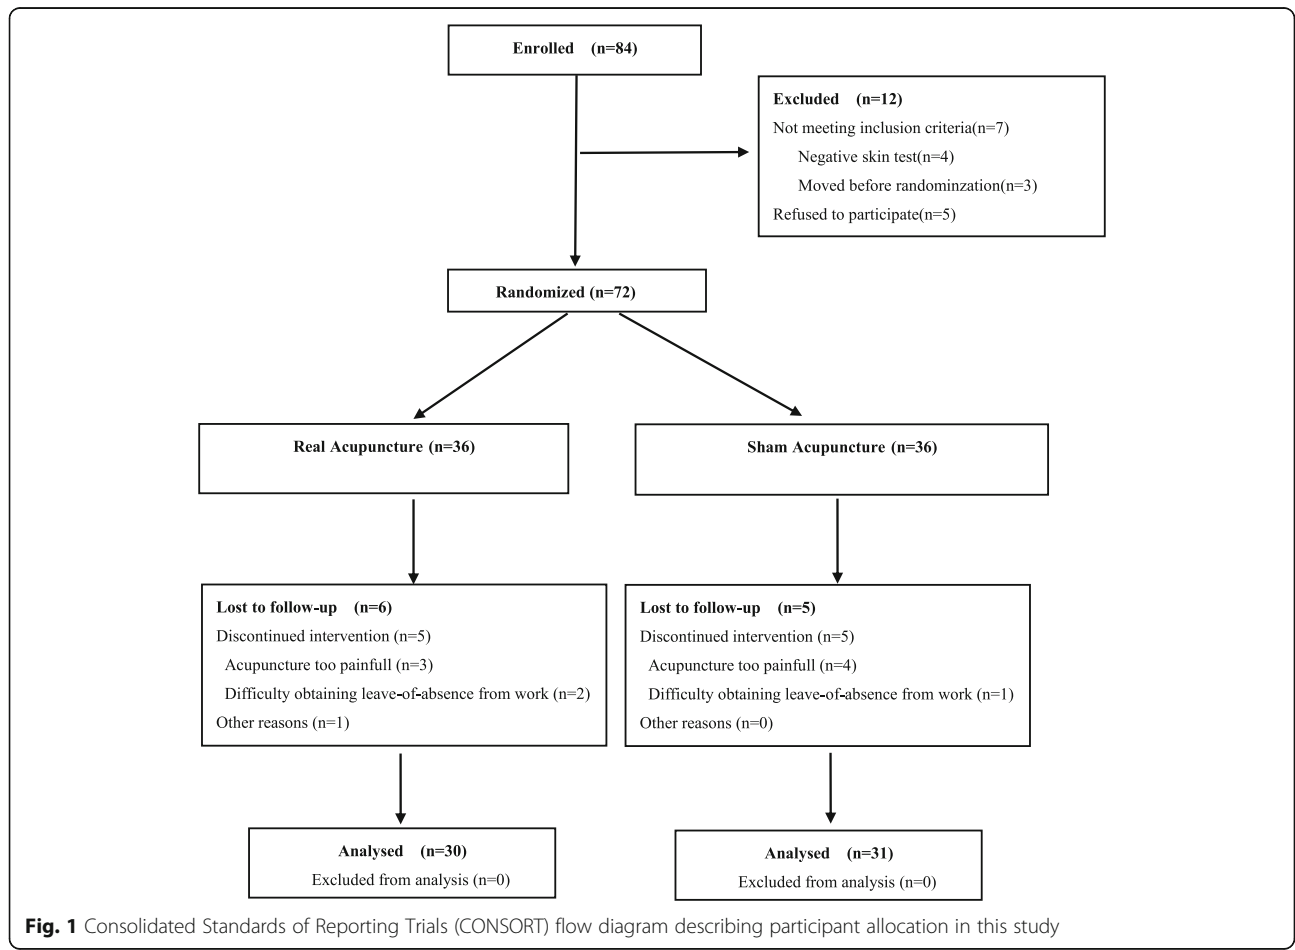 Enrolled (n=84)
Excluded (n=12)
Not meeting inclusion criteria(n=7)
Negative skin test(n=4)
Moved before randominzation(n=3)
Refused to participate(n=5)
Randomized (n=72)
Real Acupuncture (n=36)
Sham Acupuncture (n=36)
Lost to follow-up (n=6)
Discontinued intervention (n=5)
Acupuncture too painfull (n=3)
Difficulty obtaining leave-of-absence from work (n=2)
Other reasons (n=1)
Lost to follow-up (n=5)
Discontinued intervention (n=5)
Acupuncture too painfull (n=4)
Difficulty obtaining leave-of-absence from work (n=1)
Other reasons (n=0)
Analysed (n=30)
Excluded from analysis (n=0)
Analysed (n=31)
Excluded from analysis (n=0)
Fig. 1 Consolidated Standards of Reporting Trials (CONSORT) flow diagram describing participant allocation in this study